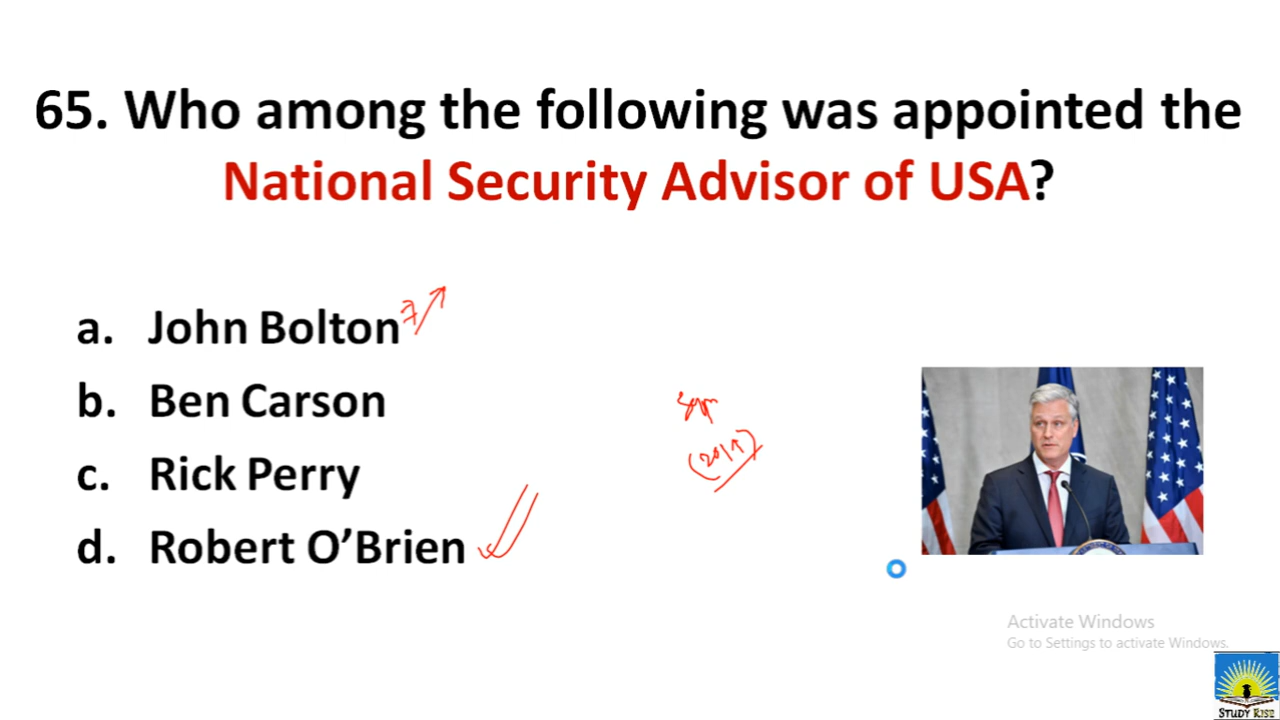 65. Who among the following was appointed the
National Security Advisor of USA?
a. John Bolton
b. Ben Carson
c. Rick Perry
d. Robert O’Brien
(2019)
Activate Windows
Go to Settings to activate Windows.
STUDY RISE